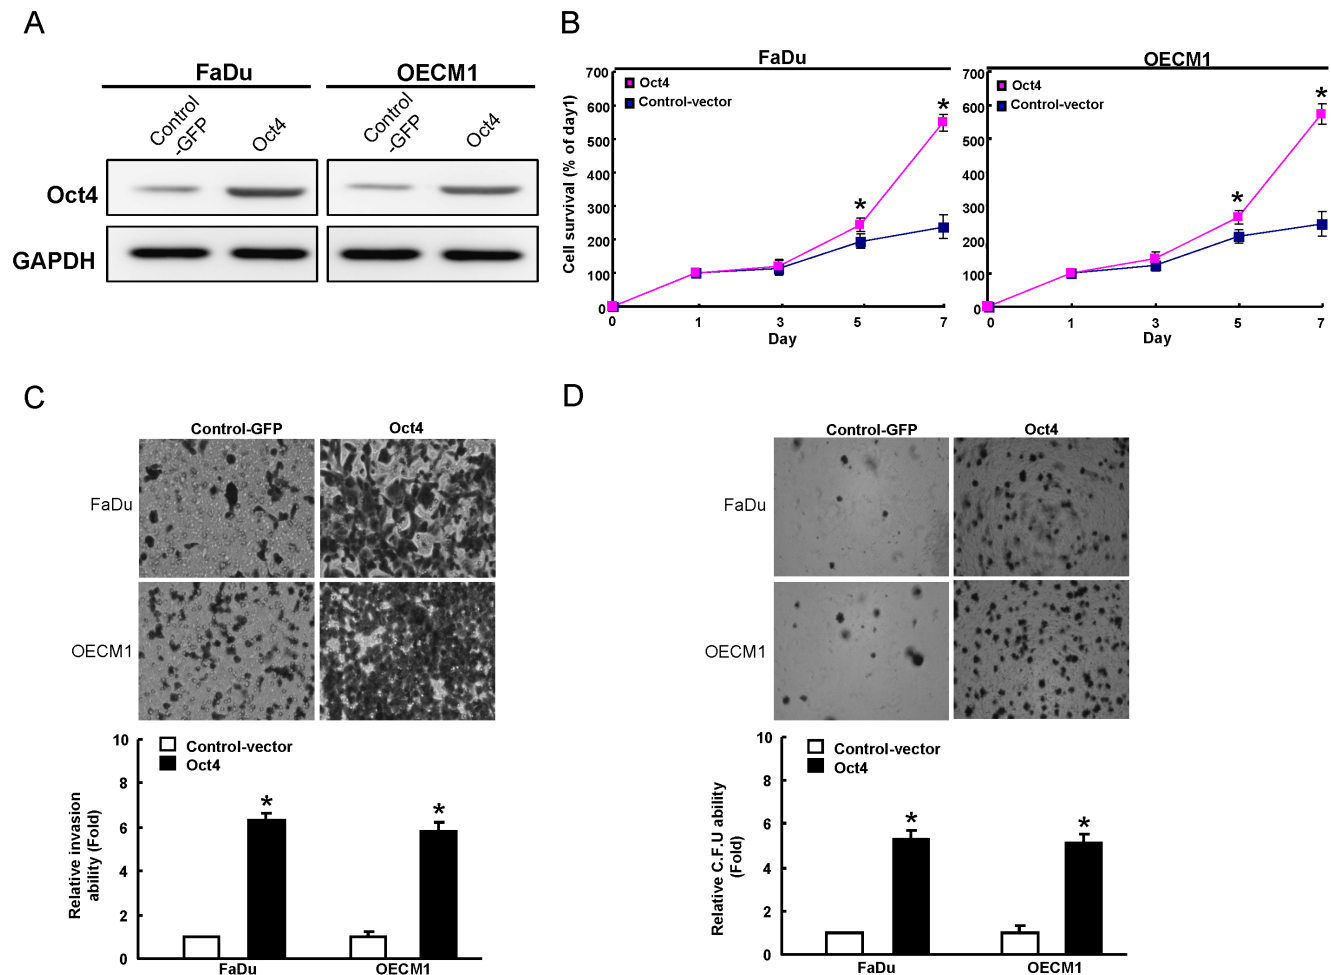 A
FaDu
OECM1
Control
-GFP
Oct4
Control
-GFP
Oct4
Oct4
GAPDH
B
FaDu
OECM1
Cell survival (% of day1)
700
600
500
400
300
200
100
0
Oct4
Control-vector
*
*
0
1
3
5
7
Day
700
600
500
400
300
200
100
0
Oct4
Control-vector
*
*
0
1
3
5
7
Day
C
Control-GFP
Oct4
FaDu
OECM1
Relative invasion
ability (Fold)
10
8
6
4
2
0
Control-vector
Oct4
*
*
FaDu
OECM1
D
Control-GFP
Oct4
FaDu
OECM1
Relative C.F.U ability
(Fold)
10
8
6
4
2
0
Control-vector
Oct4
*
*
FaDu
OECM1